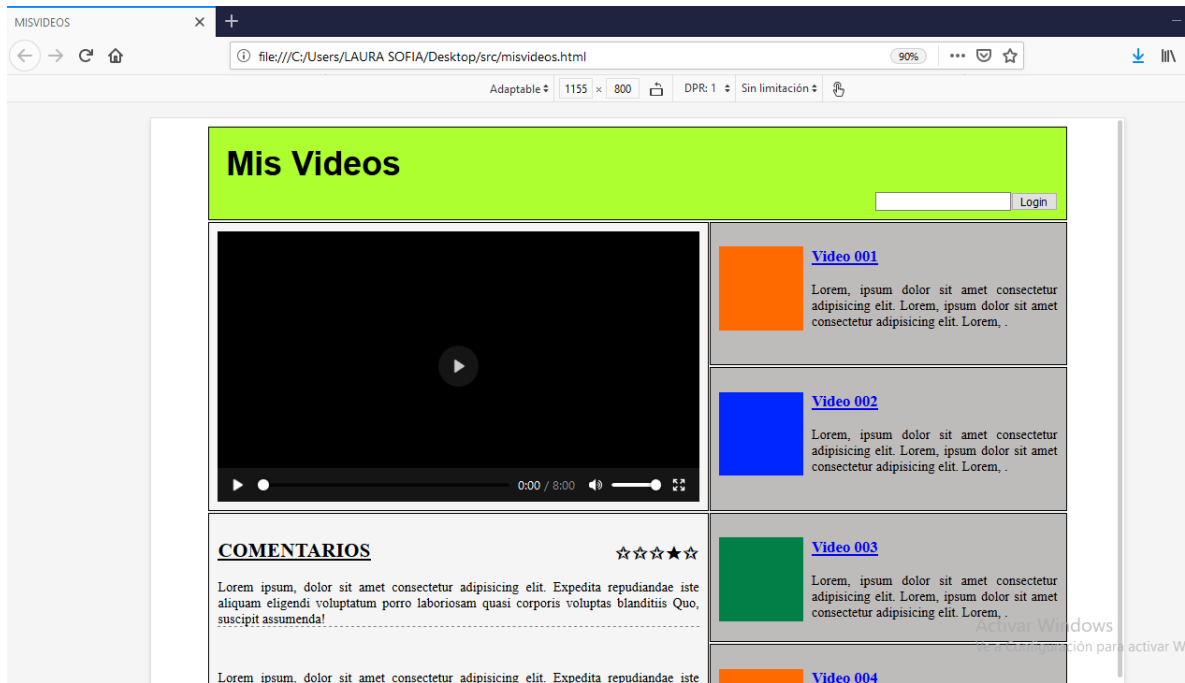 MISVIDEOS
file:///C:/Users/LAURA SOFIA/Desktop/src/misvideos.html
90%
Adaptable 1155 × 800 DPR: 1 Sin limitación
Mis Videos
Login
0:00 / 8:00
COMENTARIOS
☆☆☆★☆
Lorem ipsum, dolor sit amet consectetur adipisicing elit. Expedita repudiandae iste
aliquam eligendi voluptatum porro laboriosam quasi corporis voluptas blanditiis Quo,
suscipit assumenda!
Lorem ipsum, dolor sit amet consectetur adipisicing elit. Expedita repudiandae iste
Video 001
Lorem, ipsum dolor sit amet consectetur
adipisicing elit. Lorem, ipsum dolor sit amet
consectetur adipisicing elit. Lorem, .
Video 002
Lorem, ipsum dolor sit amet consectetur
adipisicing elit. Lorem, ipsum dolor sit amet
consectetur adipisicing elit. Lorem, .
Video 003
Lorem, ipsum dolor sit amet consectetur
adipisicing elit. Lorem, ipsum dolor sit amet
consectetur adipisicing elit. Lorem, .
Video 004
Activar Windows
Ve a Configuración para activar W